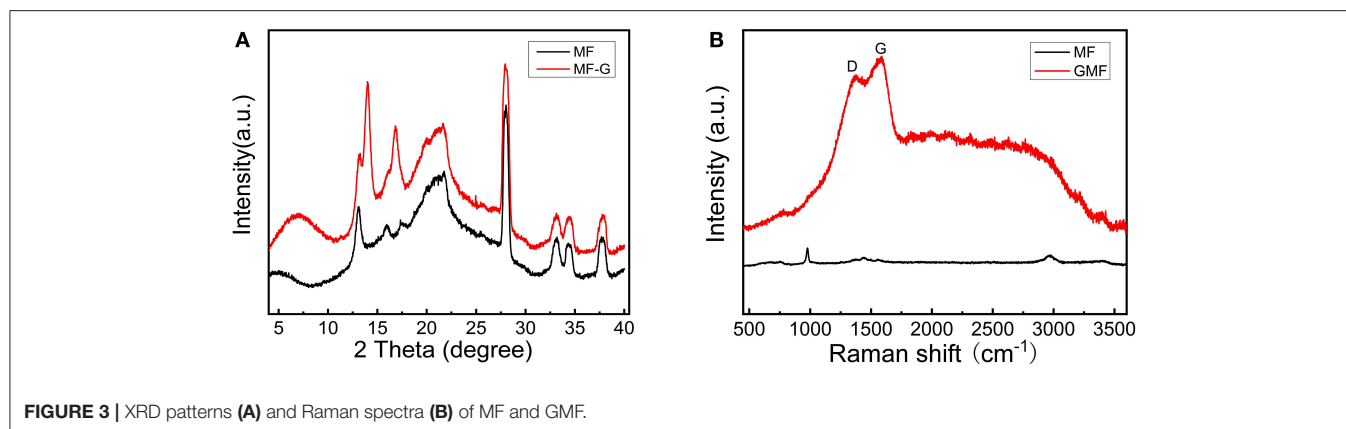 A
MF
MF-G
Intensity(a.u.)
5 10 15 20 25 30 35 40
2 Theta (degree)
B
D
G
MF
GMF
Intensity (a.u.)
500 1000 1500 2000 2500 3000 3500
Raman shift（cm⁻¹）
FIGURE 3 | XRD patterns (A) and Raman spectra (B) of MF and GMF.